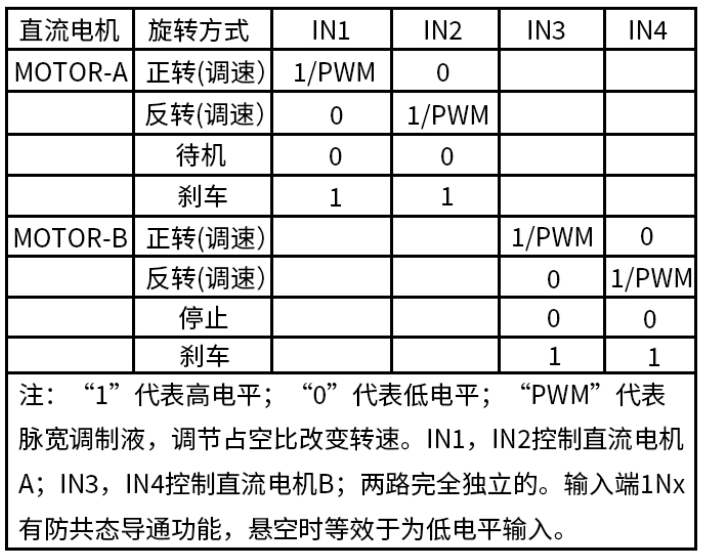 直流电机 旋转方式 IN1 IN2 IN3 IN4
MOTOR-A 正转(调速) 1/PWM 0
反转(调速) 0 1/PWM
待机 0 0
刹车 1 1
MOTOR-B 正转(调速) 1/PWM 0
反转(调速) 0 1/PWM
停止 0 0
刹车 1 1
注：“1”代表高电平；“0”代表低电平；“PWM”代表
脉宽调制液，调节占空比改变转速。IN1，IN2控制直流电机
A；IN3，IN4控制直流电机B；两路完全独立的。输入端1Nx
有防共态导通功能，悬空时等效于为低电平输入。